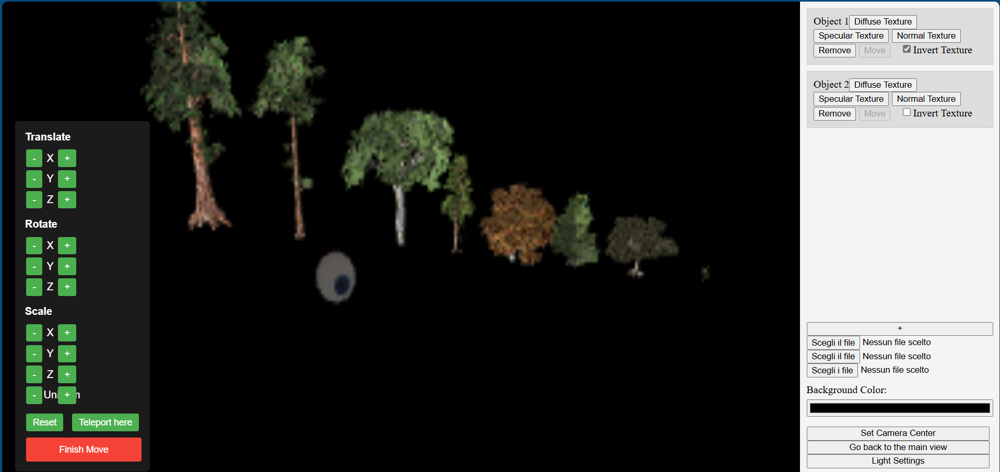 Translate
- X +
- Y +
- Z +
Rotate
- X +
- Y +
- Z +
Scale
- X +
- Y +
- Z +
- Uni + n
Reset Teleport here
Finish Move
Object 1 Diffuse Texture
Specular Texture Normal Texture
Remove Move Invert Texture
Object 2 Diffuse Texture
Specular Texture Normal Texture
Remove Move Invert Texture
+
Scegli il file Nessun file scelto
Scegli il file Nessun file scelto
Scegli i file Nessun file scelto
Background Color:
Set Camera Center
Go back to the main view
Light Settings